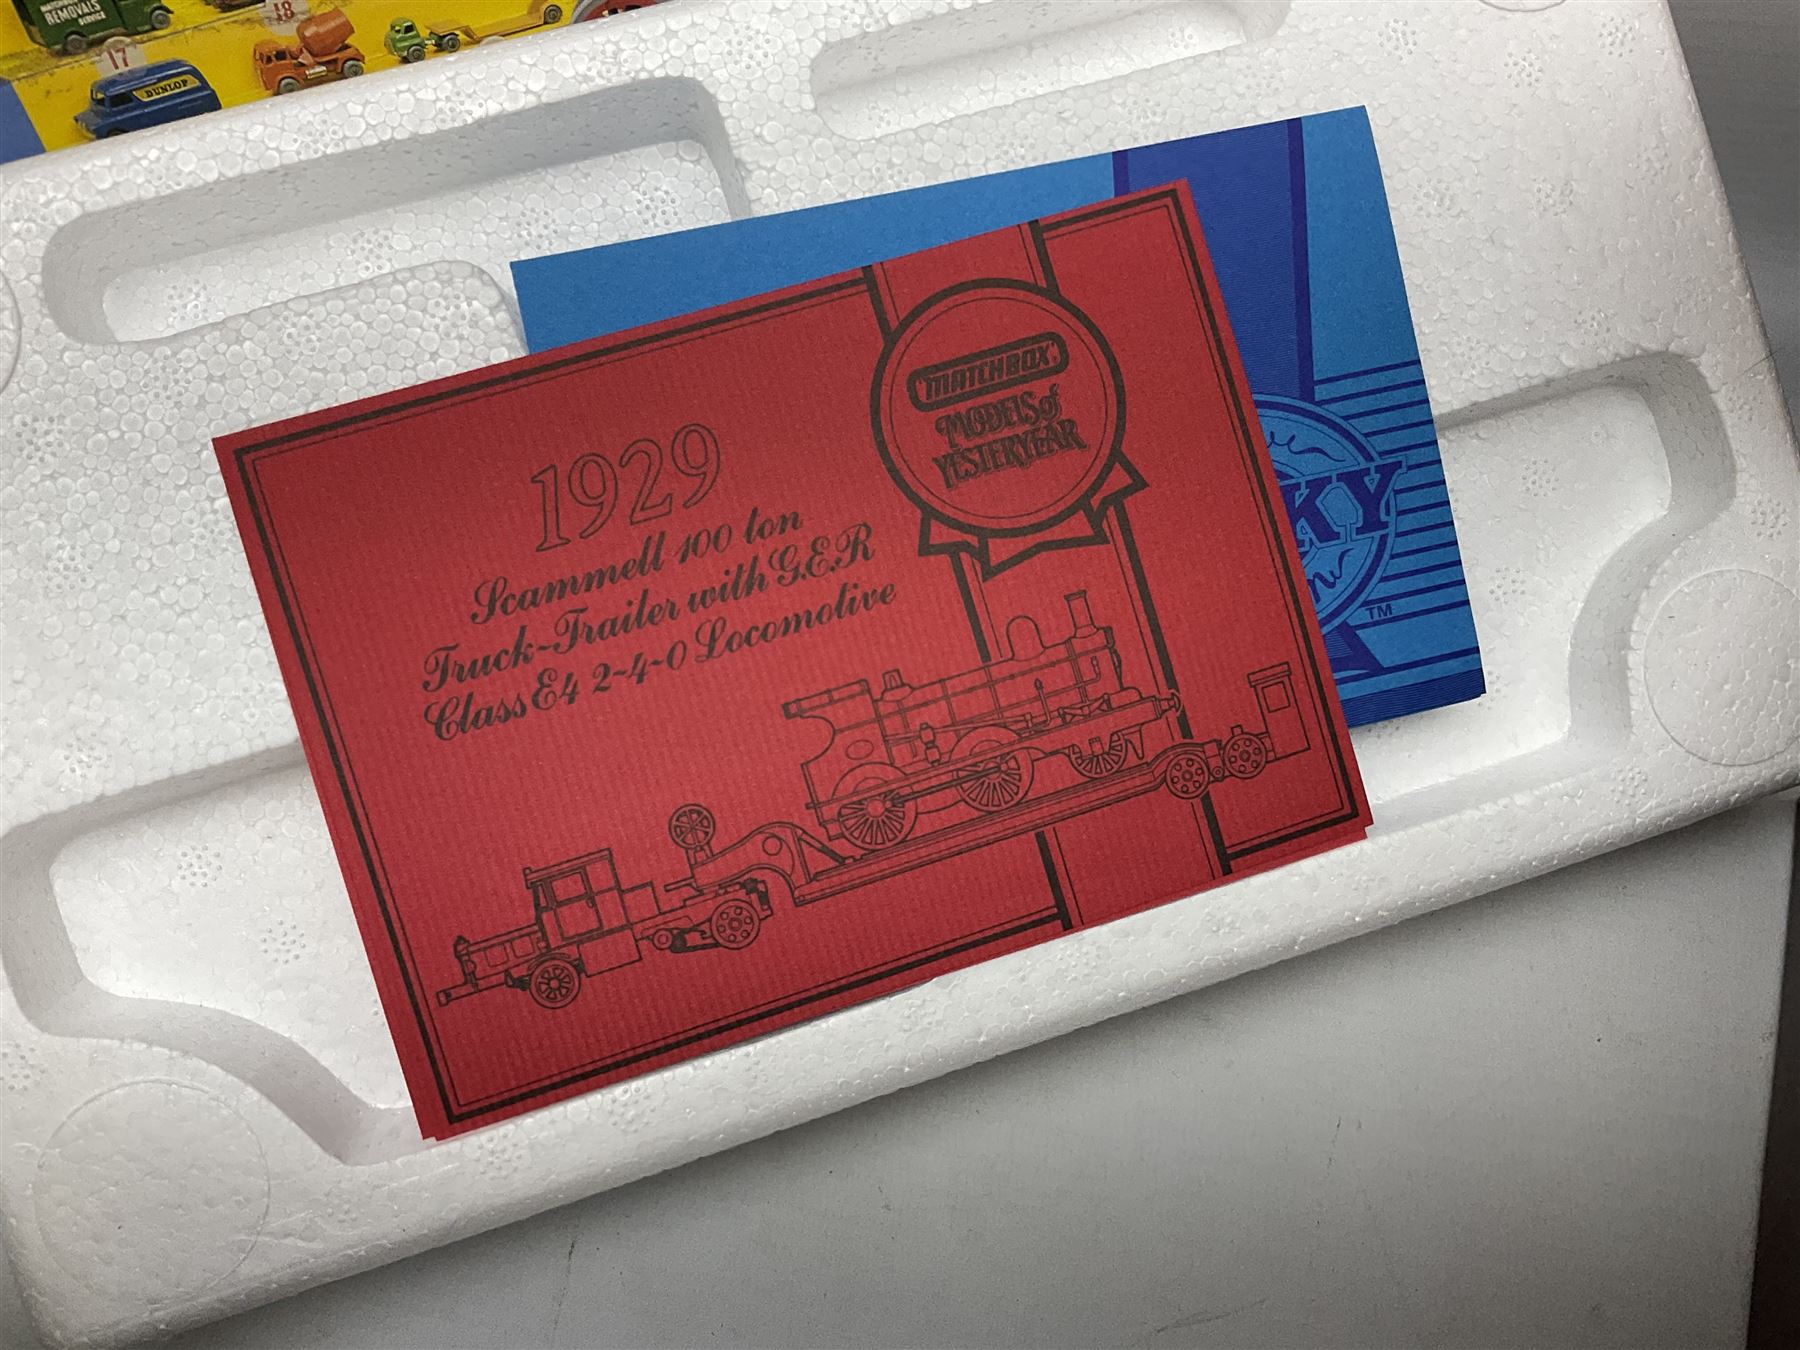 REMOVALS
SERVICE
18
17
DUNLOP
MATCHBOX
MODELS of
YESTERYEAR
1929
Scammell 100 ton
Truck-Trailer with G.E.R
Class E4 2-4-0 Locomotive
KY
TM